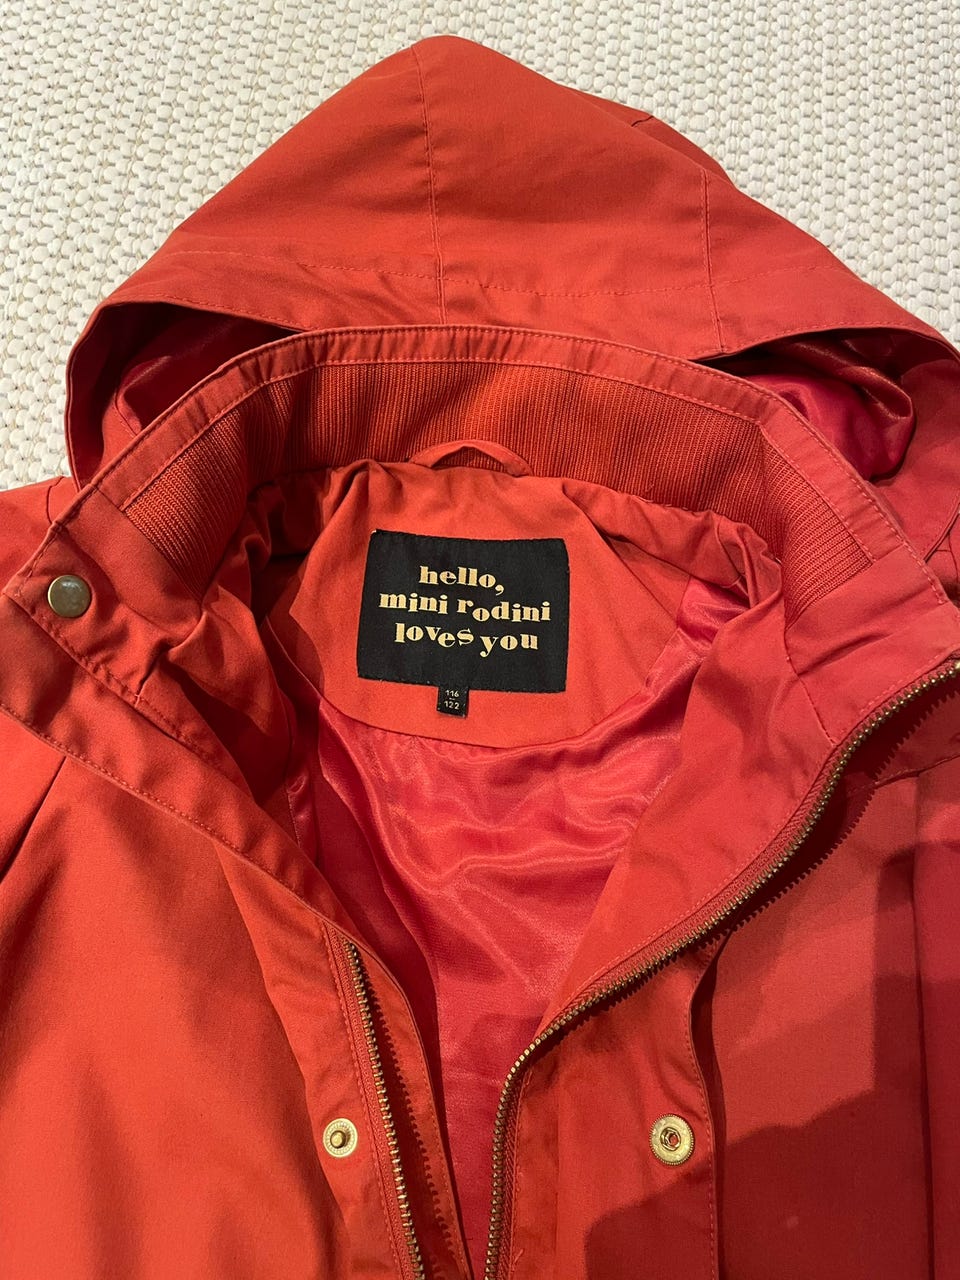 hello,
mini rodini
loves you
116
122